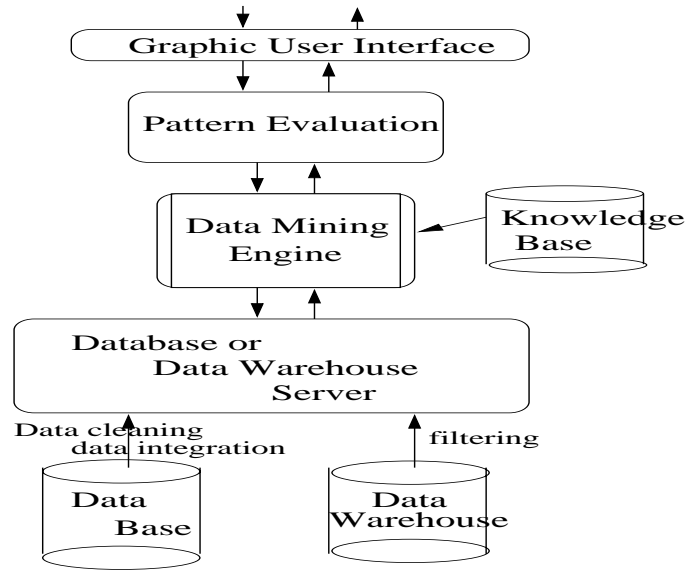 Graphic User Interface
Pattern Evaluation
Data Mining
Engine
Knowledge
Base
Database or
Data Warehouse
Server
Data cleaning
data integration
filtering
Data
Base
Data
Warehouse